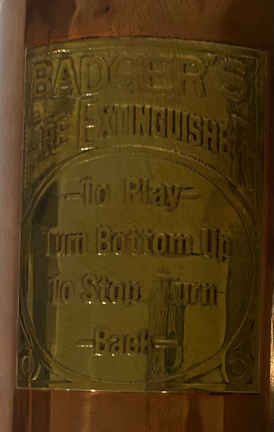 BADGER'S
FIRE EXTINGUISHER
To Play
Turn Bottom Up
To Stop Turn
Back